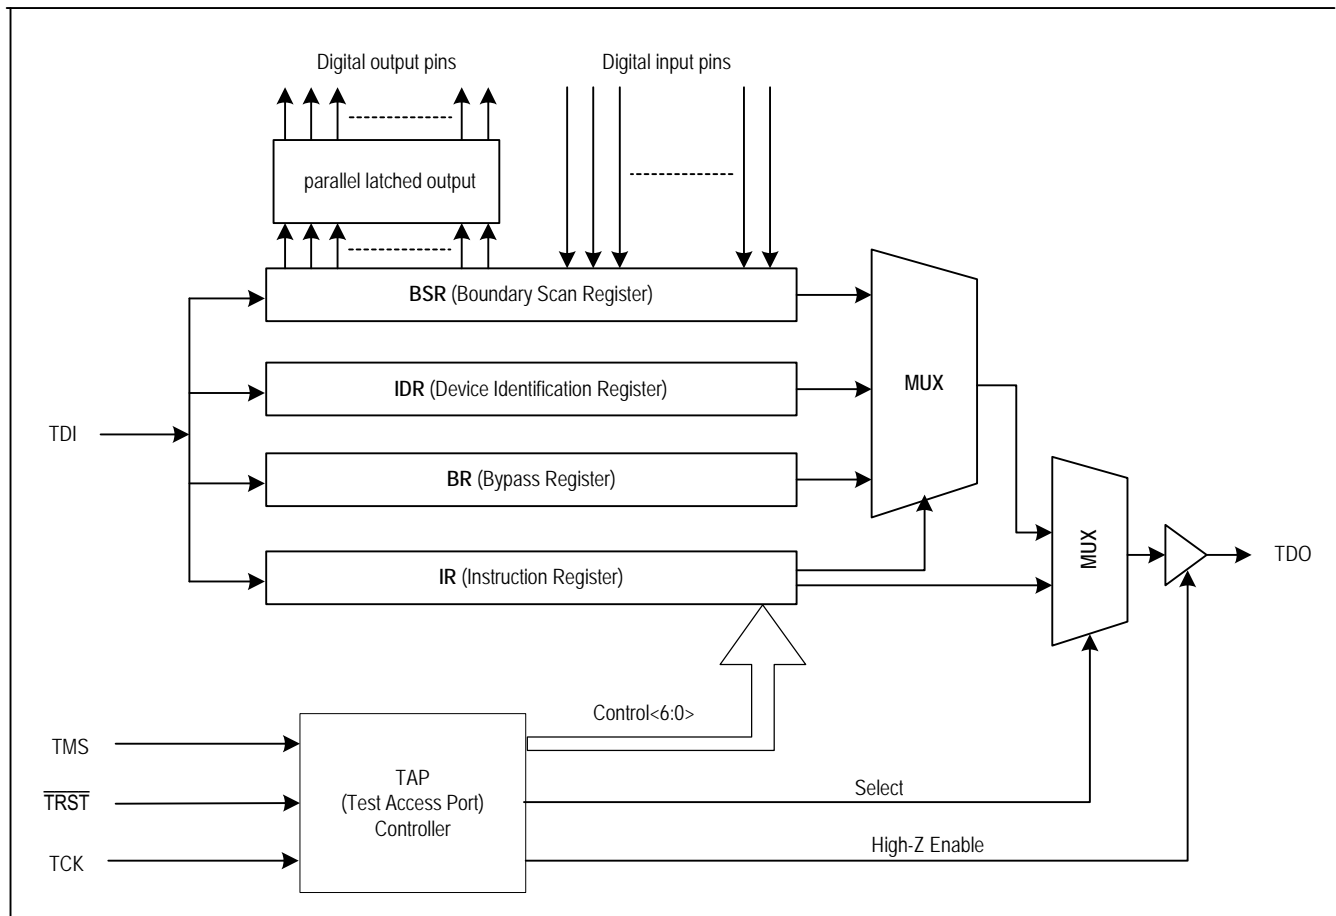 Digital output pins
Digital input pins
parallel latched output
BSR (Boundary Scan Register)
IDR (Device Identification Register)
MUX
TDI
BR (Bypass Register)
MUX
TDO
IR (Instruction Register)
Control<6:0>
TMS
TAP
(Test Access Port)
Controller
TRST
Select
TCK
High-Z Enable